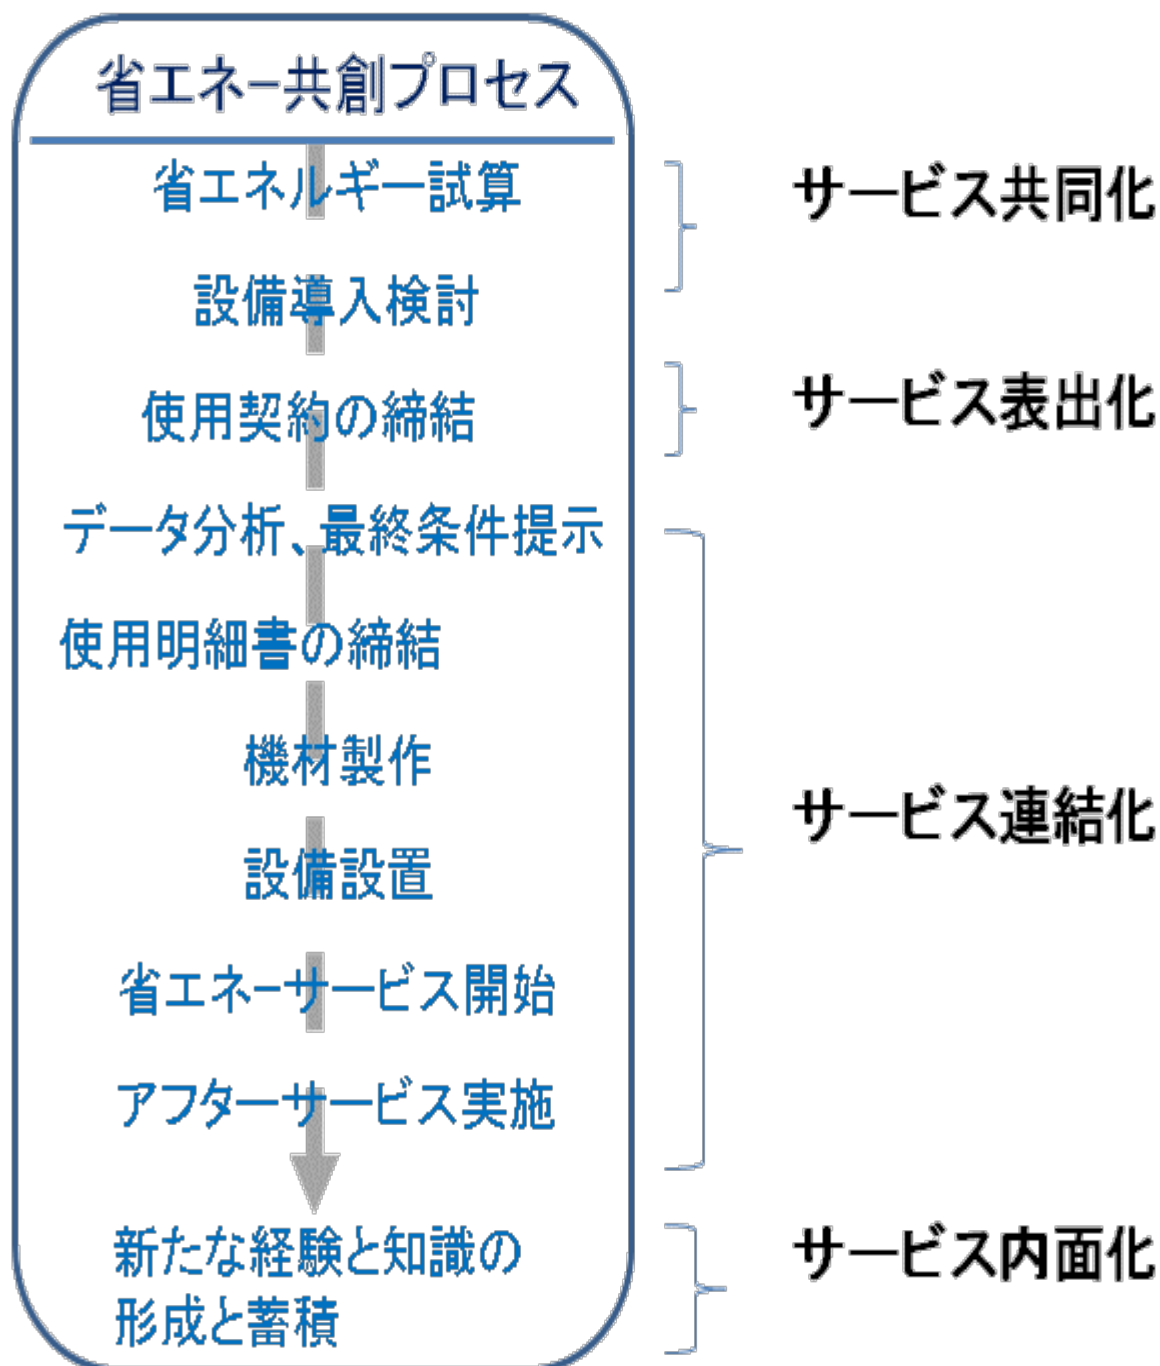 省エネー共創プロセス
省エネルギー試算
サービス共同化
設備導入検討
使用契約の締結
サービス表出化
データ分析、最終条件提示
使用明細書の締結
機材製作
サービス連結化
設備設置
省エネーサービス開始
アフターサービス実施
新たな経験と知識の
形成と蓄積
サービス内面化